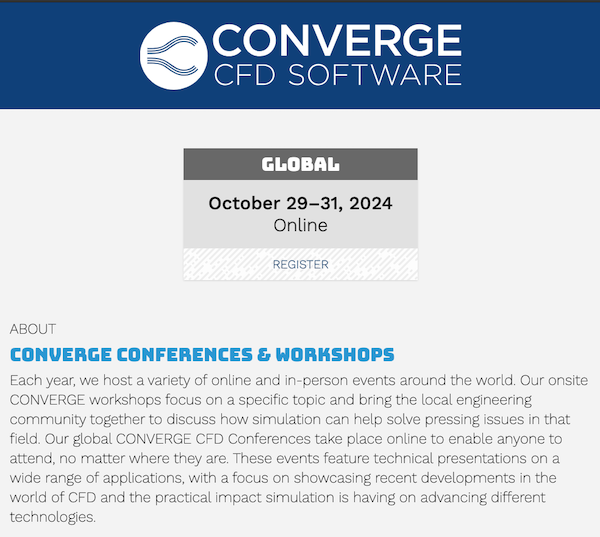 CONVERGE
CFD SOFTWARE
GLOBAL
October 29–31, 2024
Online
REGISTER
ABOUT
CONVERGE CONFERENCES & WORKSHOPS
Each year, we host a variety of online and in-person events around the world. Our onsite
CONVERGE workshops focus on a specific topic and bring the local engineering
community together to discuss how simulation can help solve pressing issues in that
field. Our global CONVERGE CFD Conferences take place online to enable anyone to
attend, no matter where they are. These events feature technical presentations on a
wide range of applications, with a focus on showcasing recent developments in the
world of CFD and the practical impact simulation is having on advancing different
technologies.